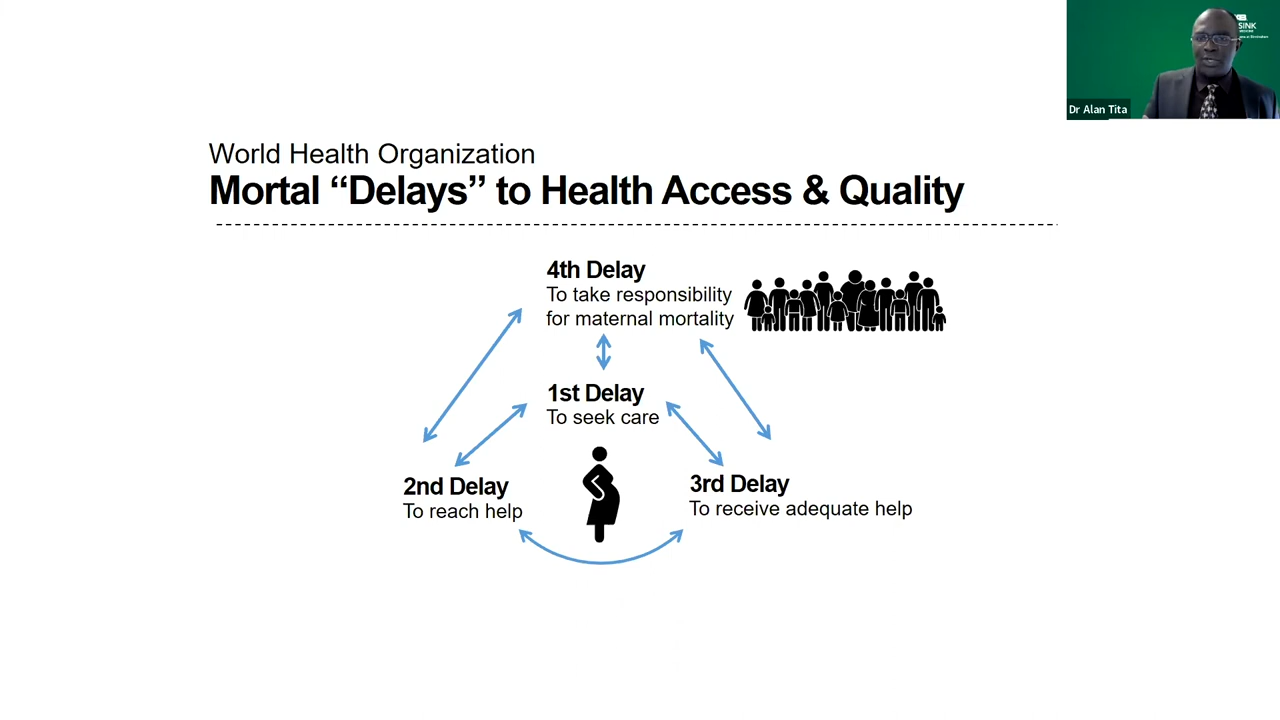 SINK
MEDICINE
Dr Alan Tita
World Health Organization
Mortal “Delays” to Health Access & Quality
4th Delay
To take responsibility
for maternal mortality
1st Delay
To seek care
2nd Delay
To reach help
3rd Delay
To receive adequate help